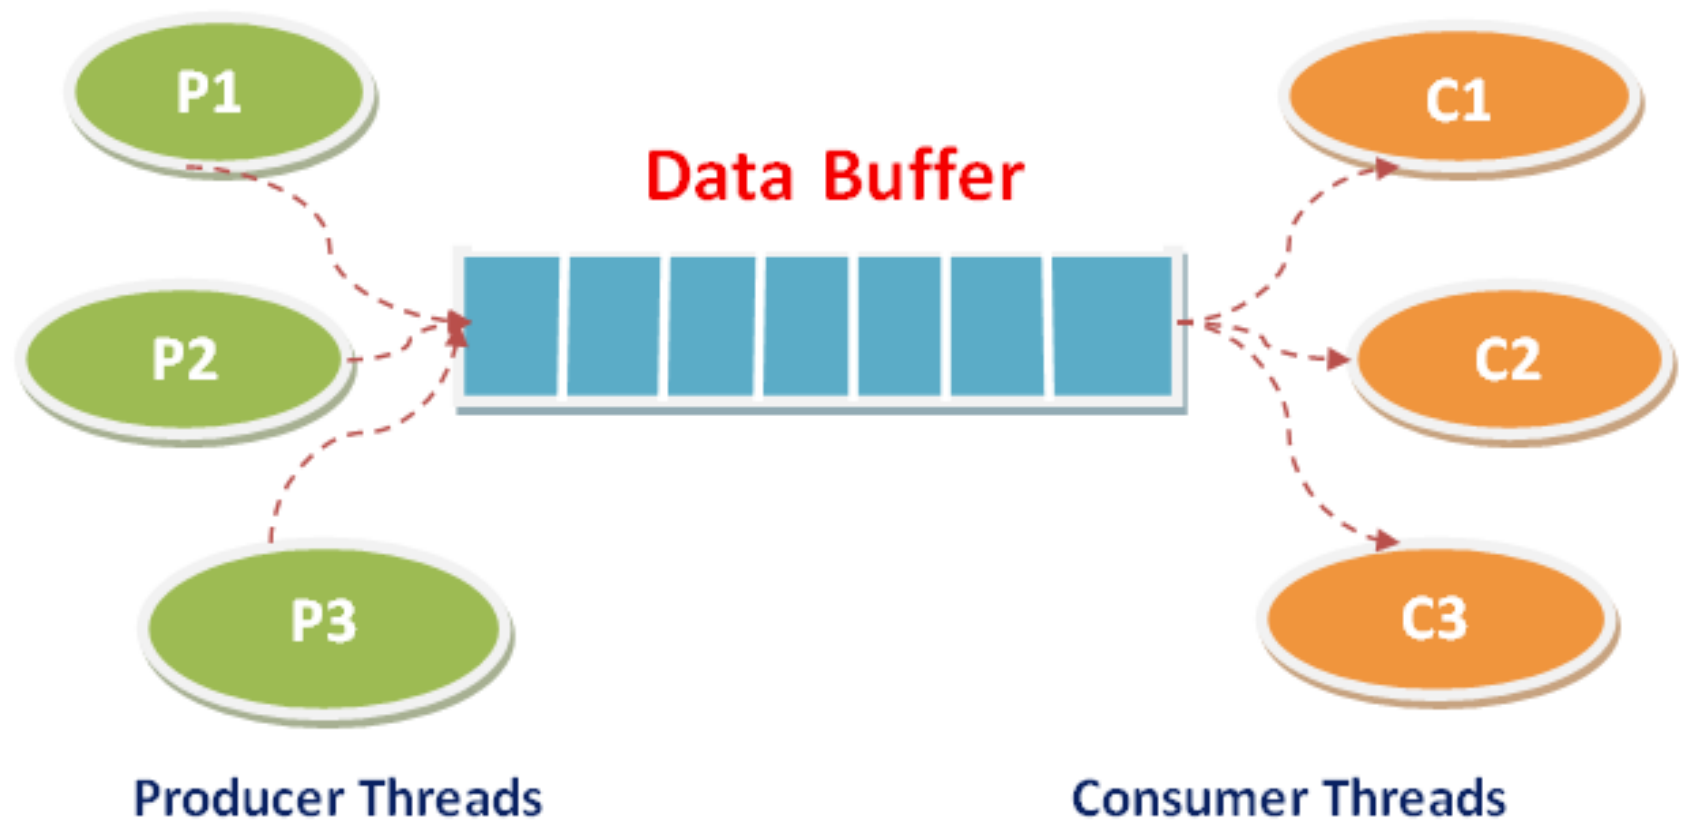 P1
C1
Data Buffer
P2
C2
P3
C3
Producer Threads
Consumer Threads